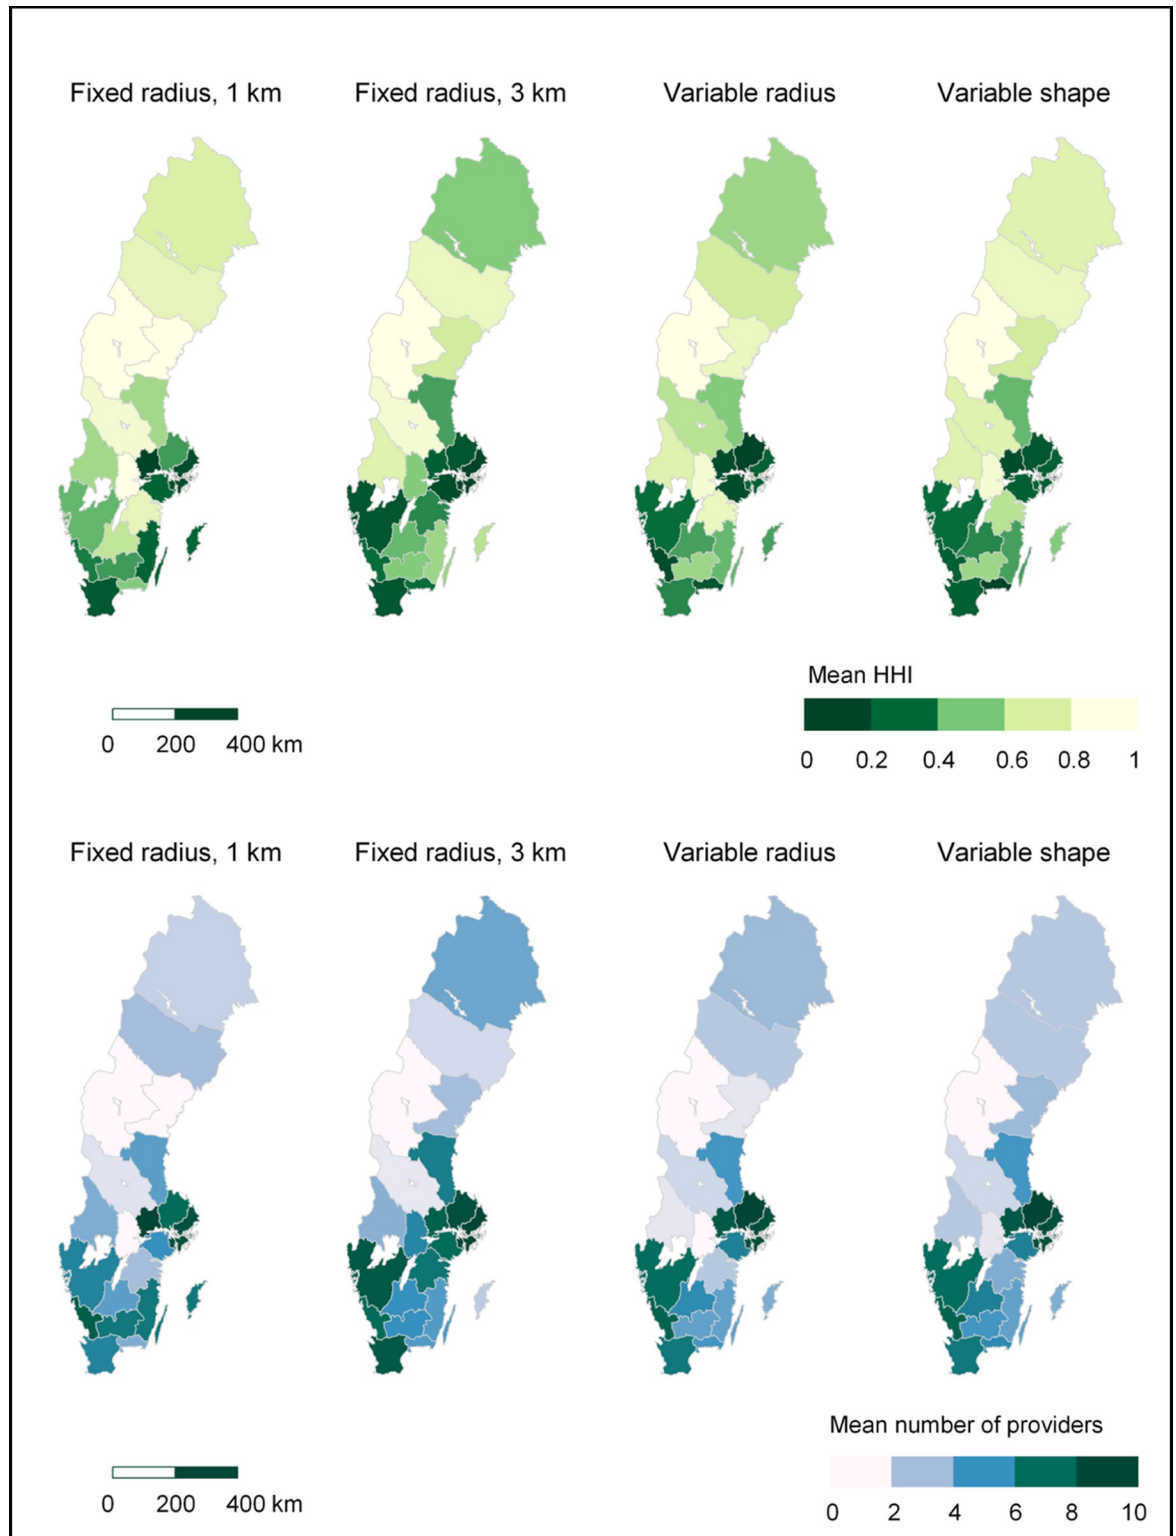 Fixed radius, 1 km Fixed radius, 3 km Variable radius Variable shape
Mean HHI
0 200 400 km
0 0.2 0.4 0.6 0.8 1
Fixed radius, 1 km Fixed radius, 3 km Variable radius Variable shape
Mean number of providers
0 200 400 km
0 2 4 6 8 10